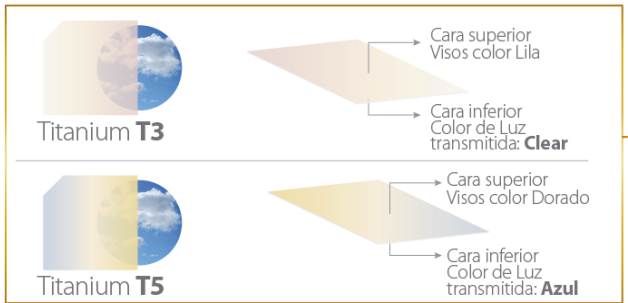 Cara superior
Visos color Lila
Cara inferior
Color de Luz
transmitida: Clear
Titanium T3
Cara superior
Visos color Dorado
Cara inferior
Color de Luz
transmitida: Azul
Titanium T5